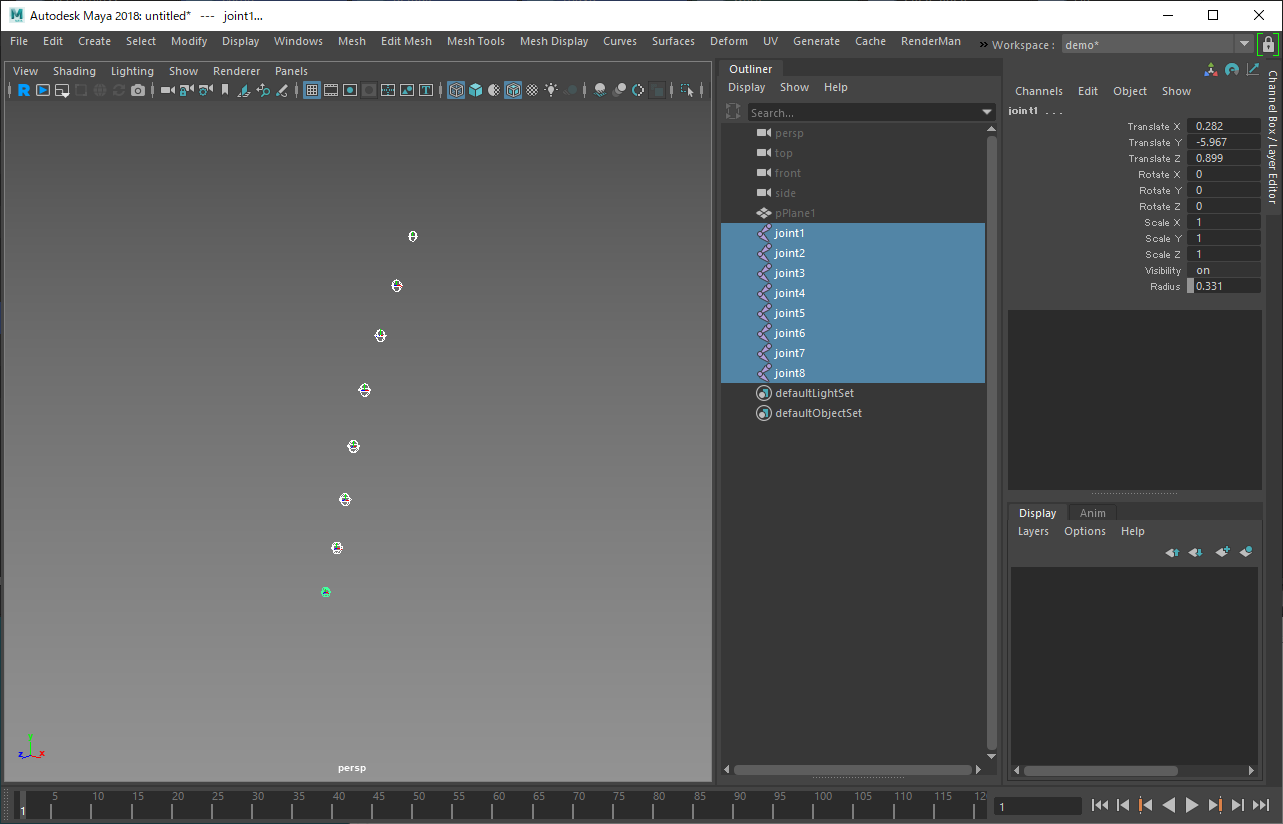 Autodesk Maya 2018: untitled* --- joint1...
File Edit Create Select Modify Display Windows Mesh Edit Mesh Mesh Tools Mesh Display Curves Surfaces Deform UV Generate Cache RenderMan » Workspace : demo*
View Shading Lighting Show Renderer Panels
persp
z x
Outliner
Display Show Help
Search...
persp
top
front
side
pPlane1
joint1
joint2
joint3
joint4
joint5
joint6
joint7
joint8
defaultLightSet
defaultObjectSet
Channels Edit Object Show
joint1 . . .
Translate X 0.282
Translate Y -5.967
Translate Z 0.899
Rotate X 0
Rotate Y 0
Rotate Z 0
Scale X 1
Scale Y 1
Scale Z 1
Visibility on
Radius 0.331
Channel Box / Layer Editor
Display Anim
Layers Options Help
1 5 10 15 20 25 30 35 40 45 50 55 60 65 70 75 80 85 90 95 100 105 110 115 12
1